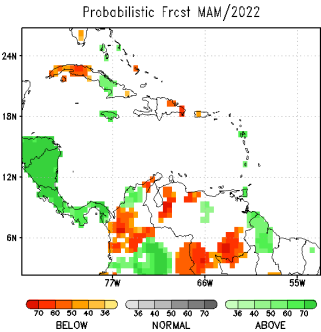 Probabilistic Frcst MAM/2022
24N
18N
12N
6N
77W 66W 55W
70 60 50 40 36 36 40 50 60 70 36 40 50 60 70
BELOW NORMAL ABOVE